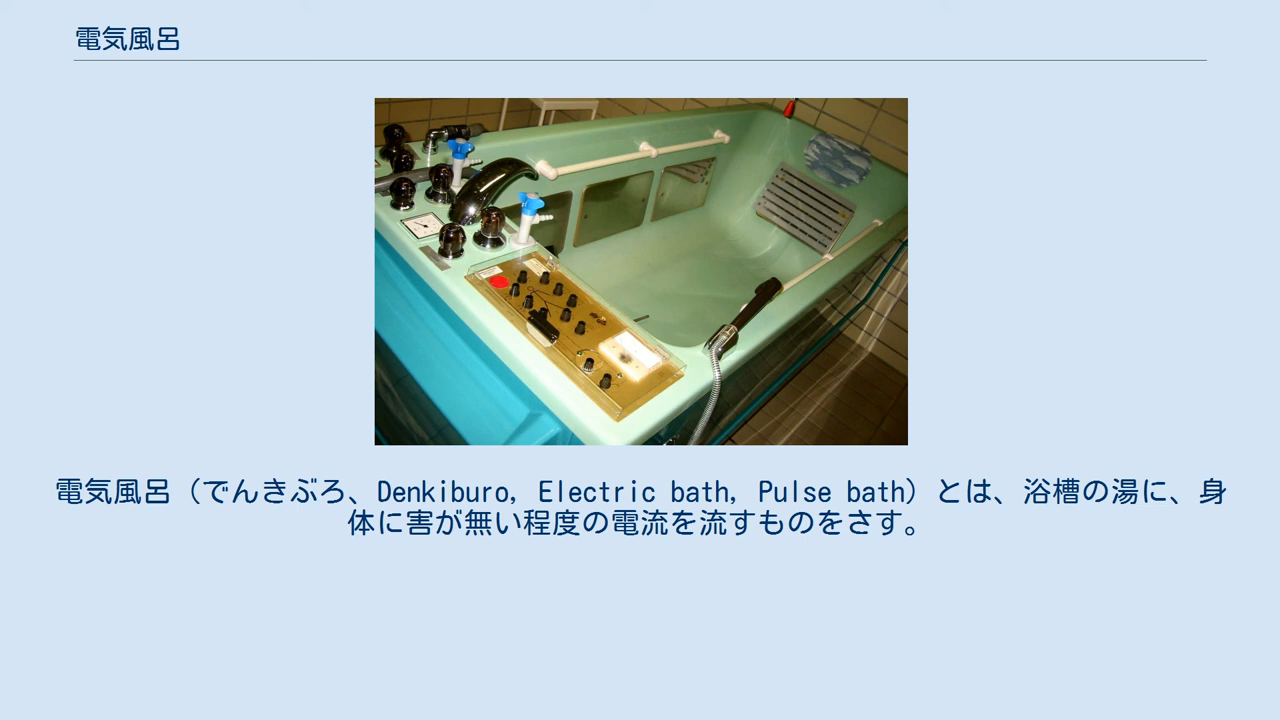 電気風呂
電気風呂（でんきぶろ、Denkiburo, Electric bath, Pulse bath）とは、浴槽の湯に、身
体に害が無い程度の電流を流すものをさす。